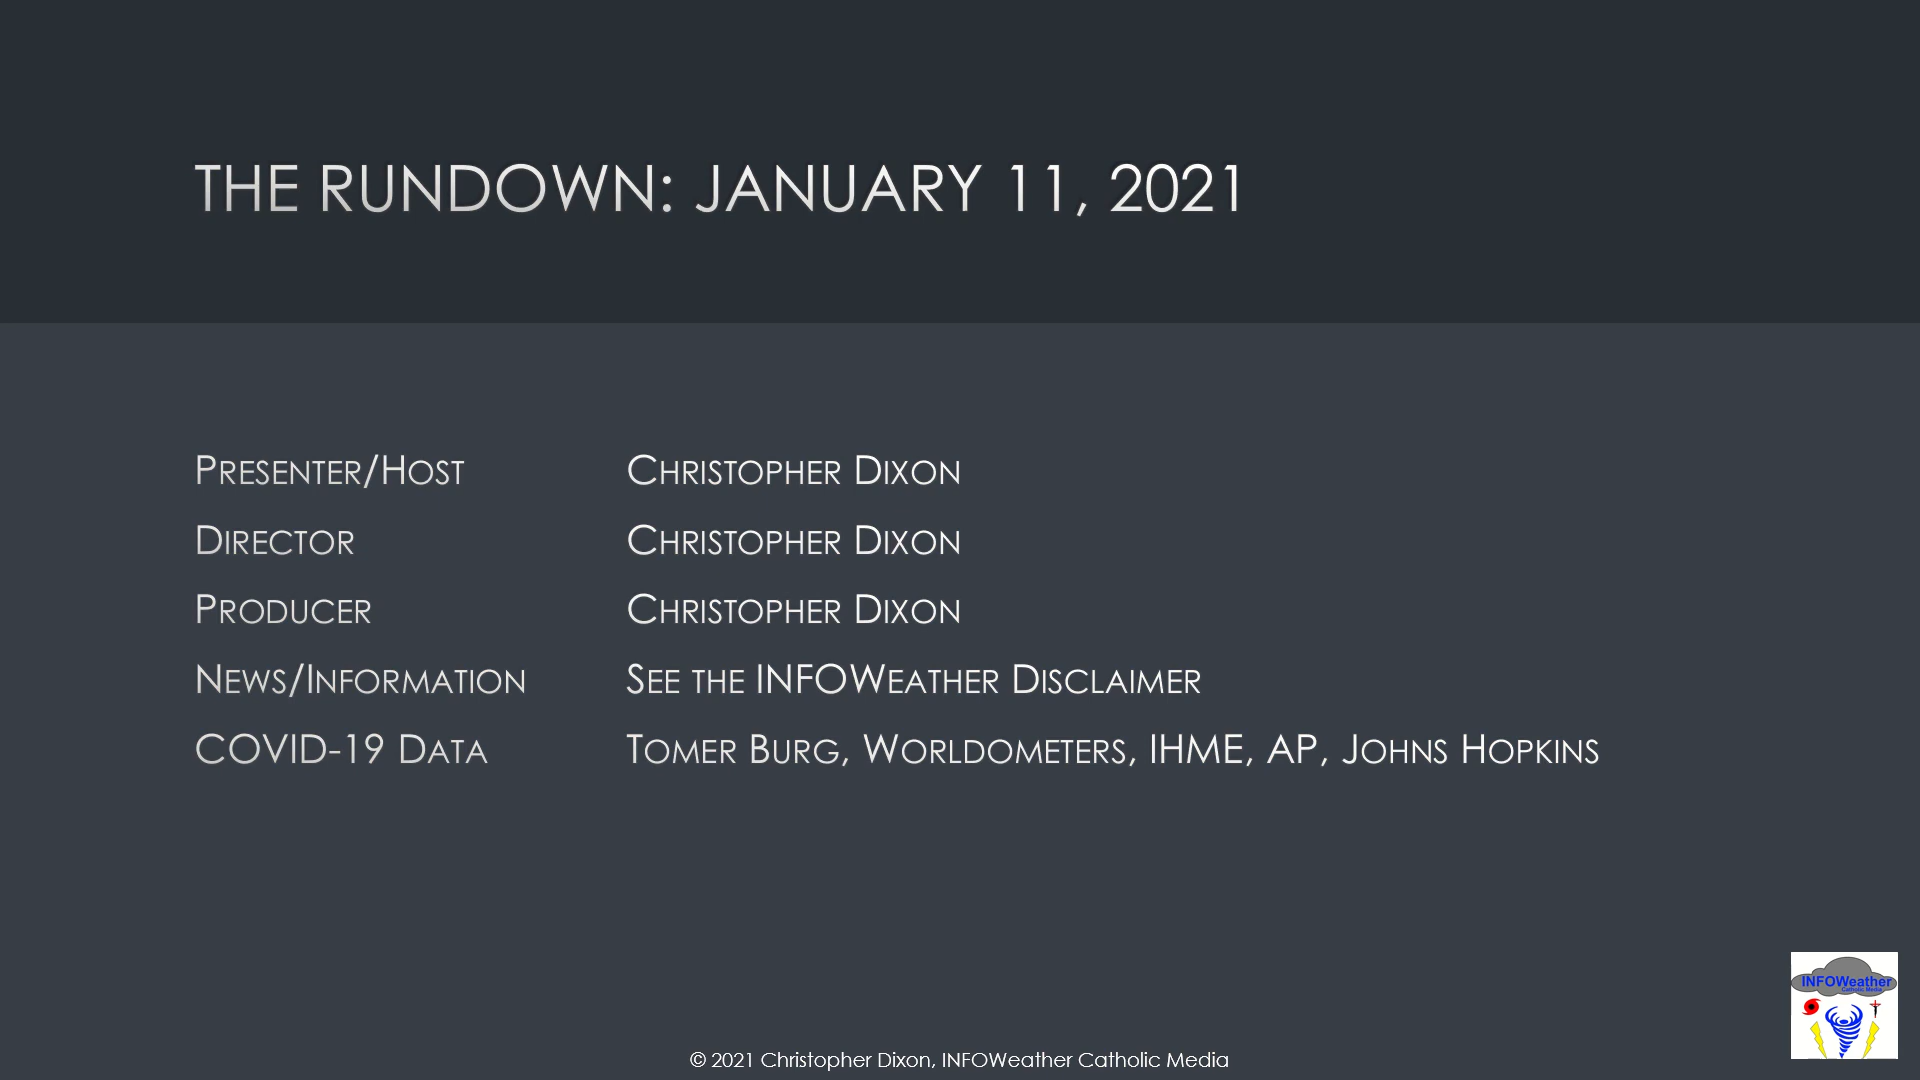 THE RUNDOWN: JANUARY 11, 2021
PRESENTER/HOST CHRISTOPHER DIXON
DIRECTOR CHRISTOPHER DIXON
PRODUCER CHRISTOPHER DIXON
NEWS/INFORMATION SEE THE INFOWEATHER DISCLAIMER
COVID-19 DATA TOMER BURG, WORLDOMETERS, IHME, AP, JOHNS HOPKINS
INFOWeather
Catholic Media
© 2021 Christopher Dixon, INFOWeather Catholic Media